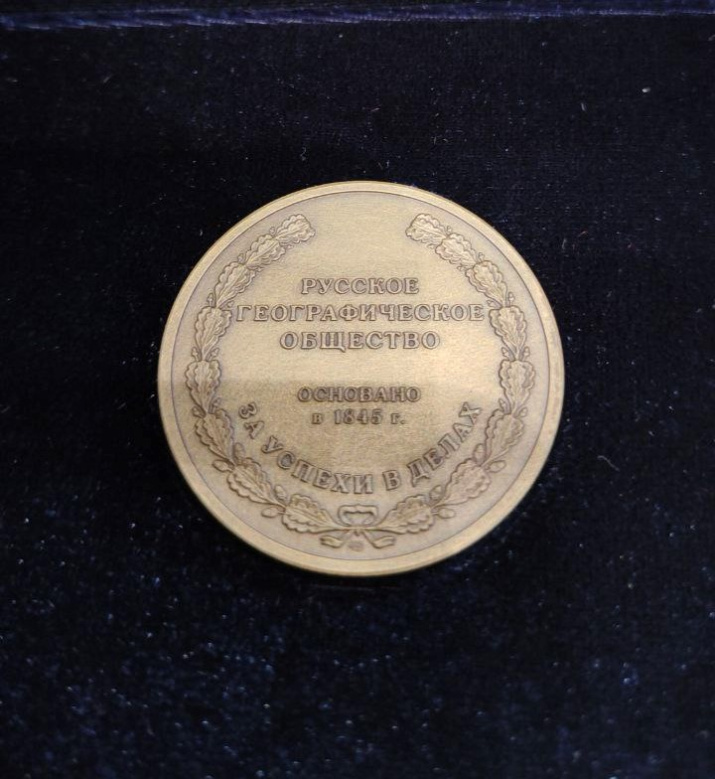 РУССКОЕ
ГЕОГРАФИЧЕСКОЕ
ОБЩЕСТВО
ОСНОВАНО
в 1845 г.
ЗА УСПЕХИ В ДЕЛАХ